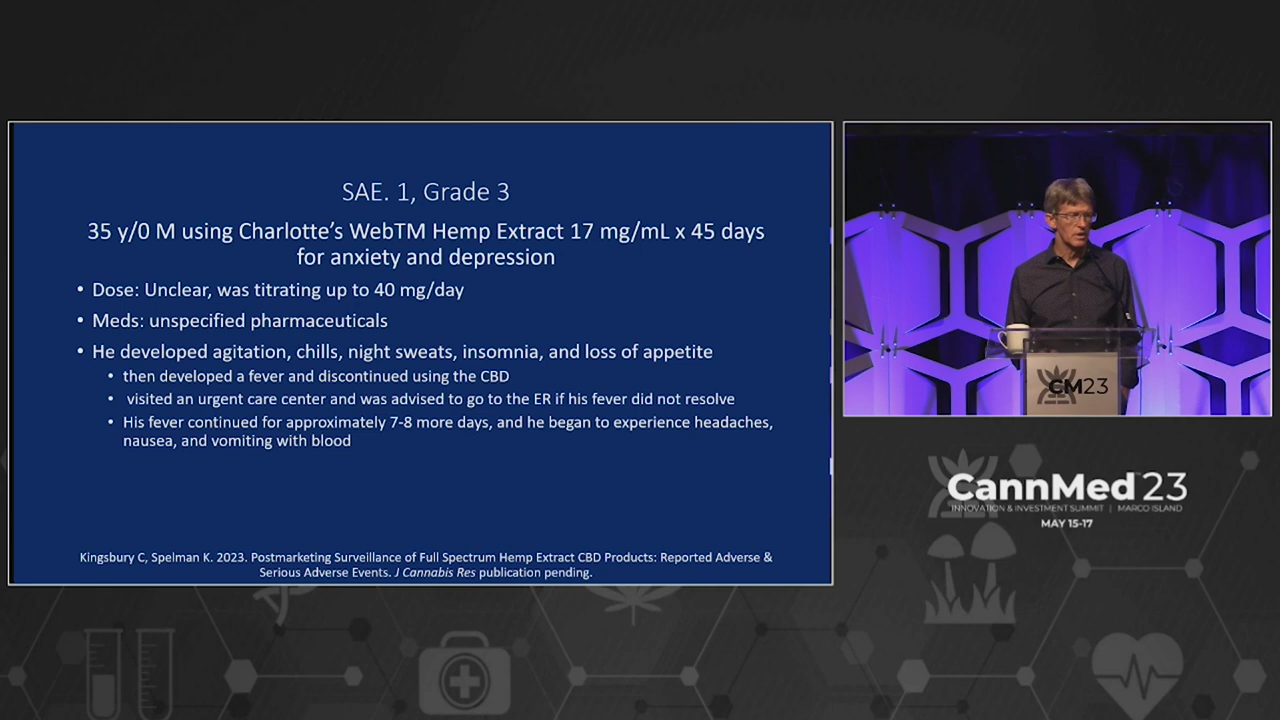 SAE. 1, Grade 3
35 y/0 M using Charlotte’s WebTM Hemp Extract 17 mg/mL x 45 days
for anxiety and depression
• Dose: Unclear, was titrating up to 40 mg/day
• Meds: unspecified pharmaceuticals
• He developed agitation, chills, night sweats, insomnia, and loss of appetite
• then developed a fever and discontinued using the CBD
• visited an urgent care center and was advised to go to the ER if his fever did not resolve
• His fever continued for approximately 7-8 more days, and he began to experience headaches,
nausea, and vomiting with blood
Kingsbury C, Spelman K. 2023. Postmarketing Surveillance of Full Spectrum Hemp Extract CBD Products: Reported Adverse &
Serious Adverse Events. J Cannabis Res publication pending.
CM23
CannMed 23
INNOVATION & INVESTMENT SUMMIT | MARCO ISLAND
MAY 15-17